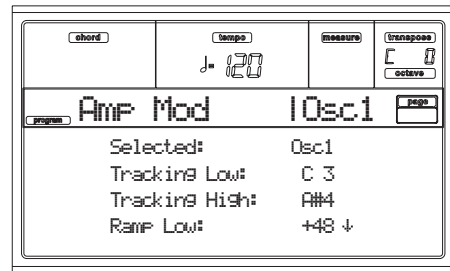 chord tempo measure transpose
♩= 120 C 0
octave
program Amp Mod |Osc1 page
Selected: Osc1
Tracking Low: C 3
Tracking High: A#4
Ramp Low: +48 ↓